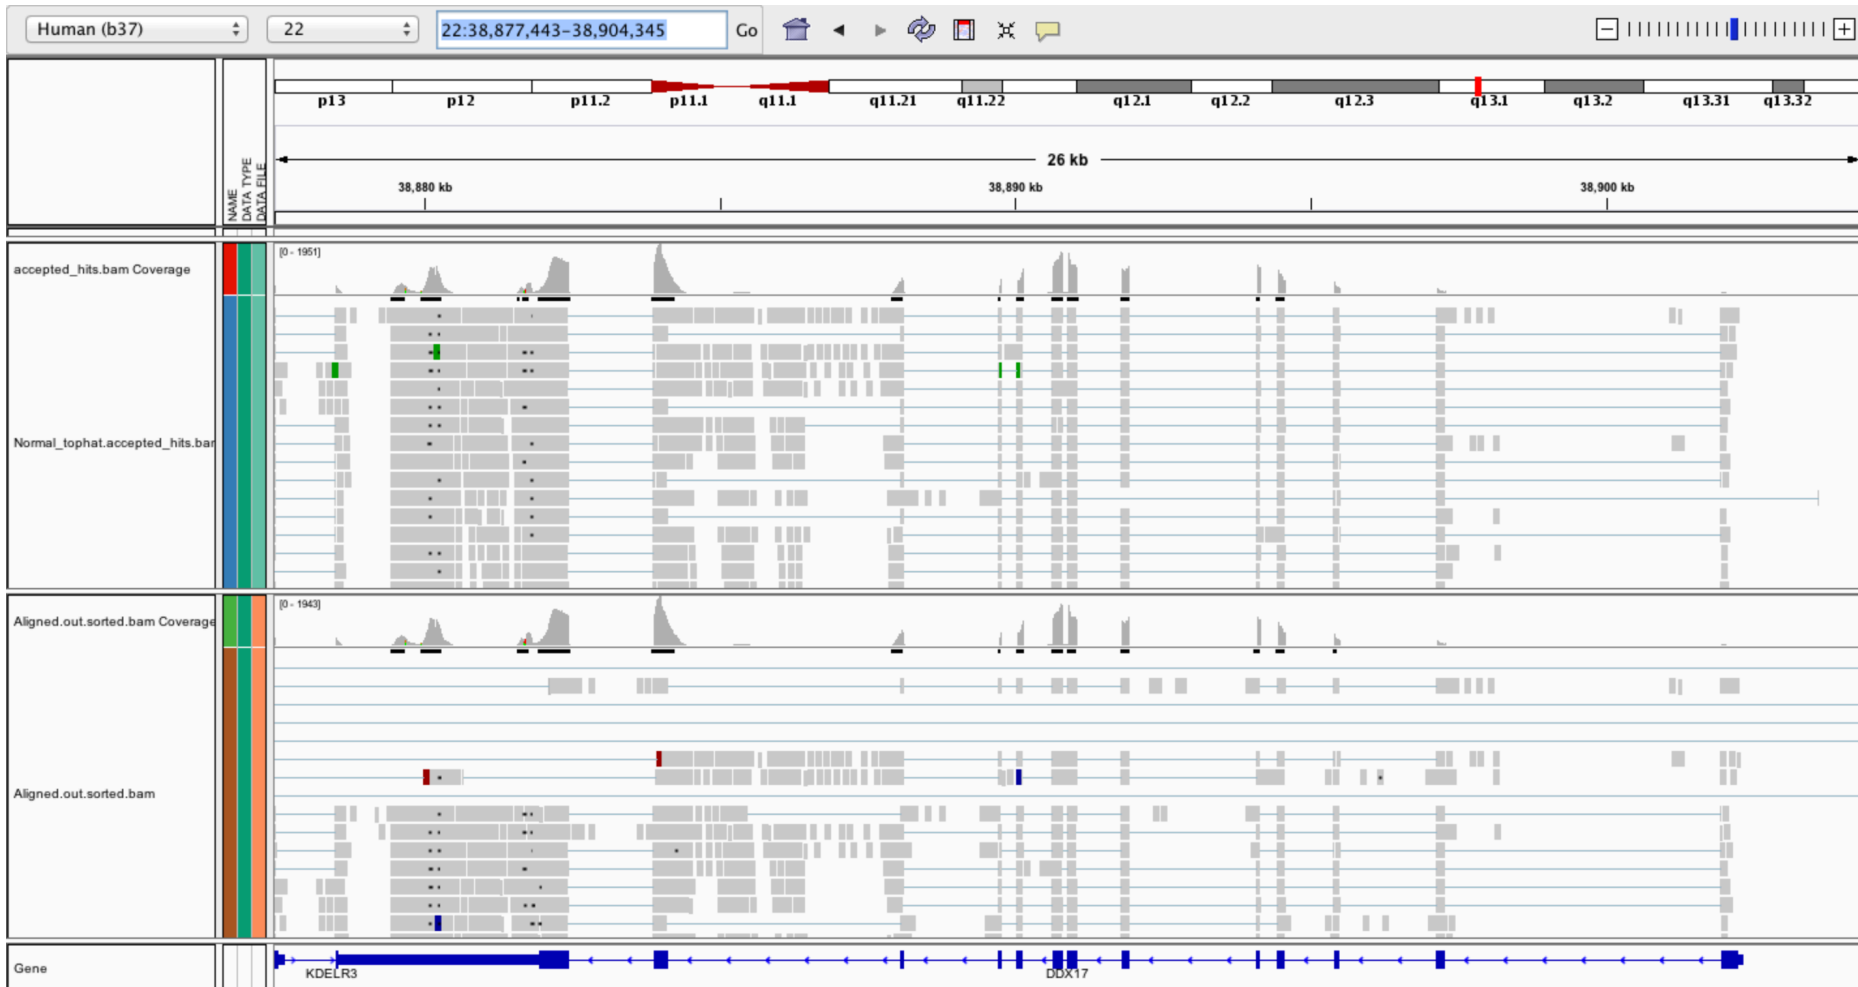 Human (b37) 22 22:38,877,443-38,904,345 Go
p13 p12 p11.2 p11.1 q11.1 q11.21 q11.22 q12.1 q12.2 q12.3 q13.1 q13.2 q13.31 q13.32
26 kb
NAME
DATA TYPE
DATA FILE
38,880 kb 38,890 kb 38,900 kb
[0 - 1951]
accepted_hits.bam Coverage
Normal_tophat.accepted_hits.bar
[0 - 1943]
Aligned.out.sorted.bam Coverage
Aligned.out.sorted.bam
Gene
KDELR3 DDX17